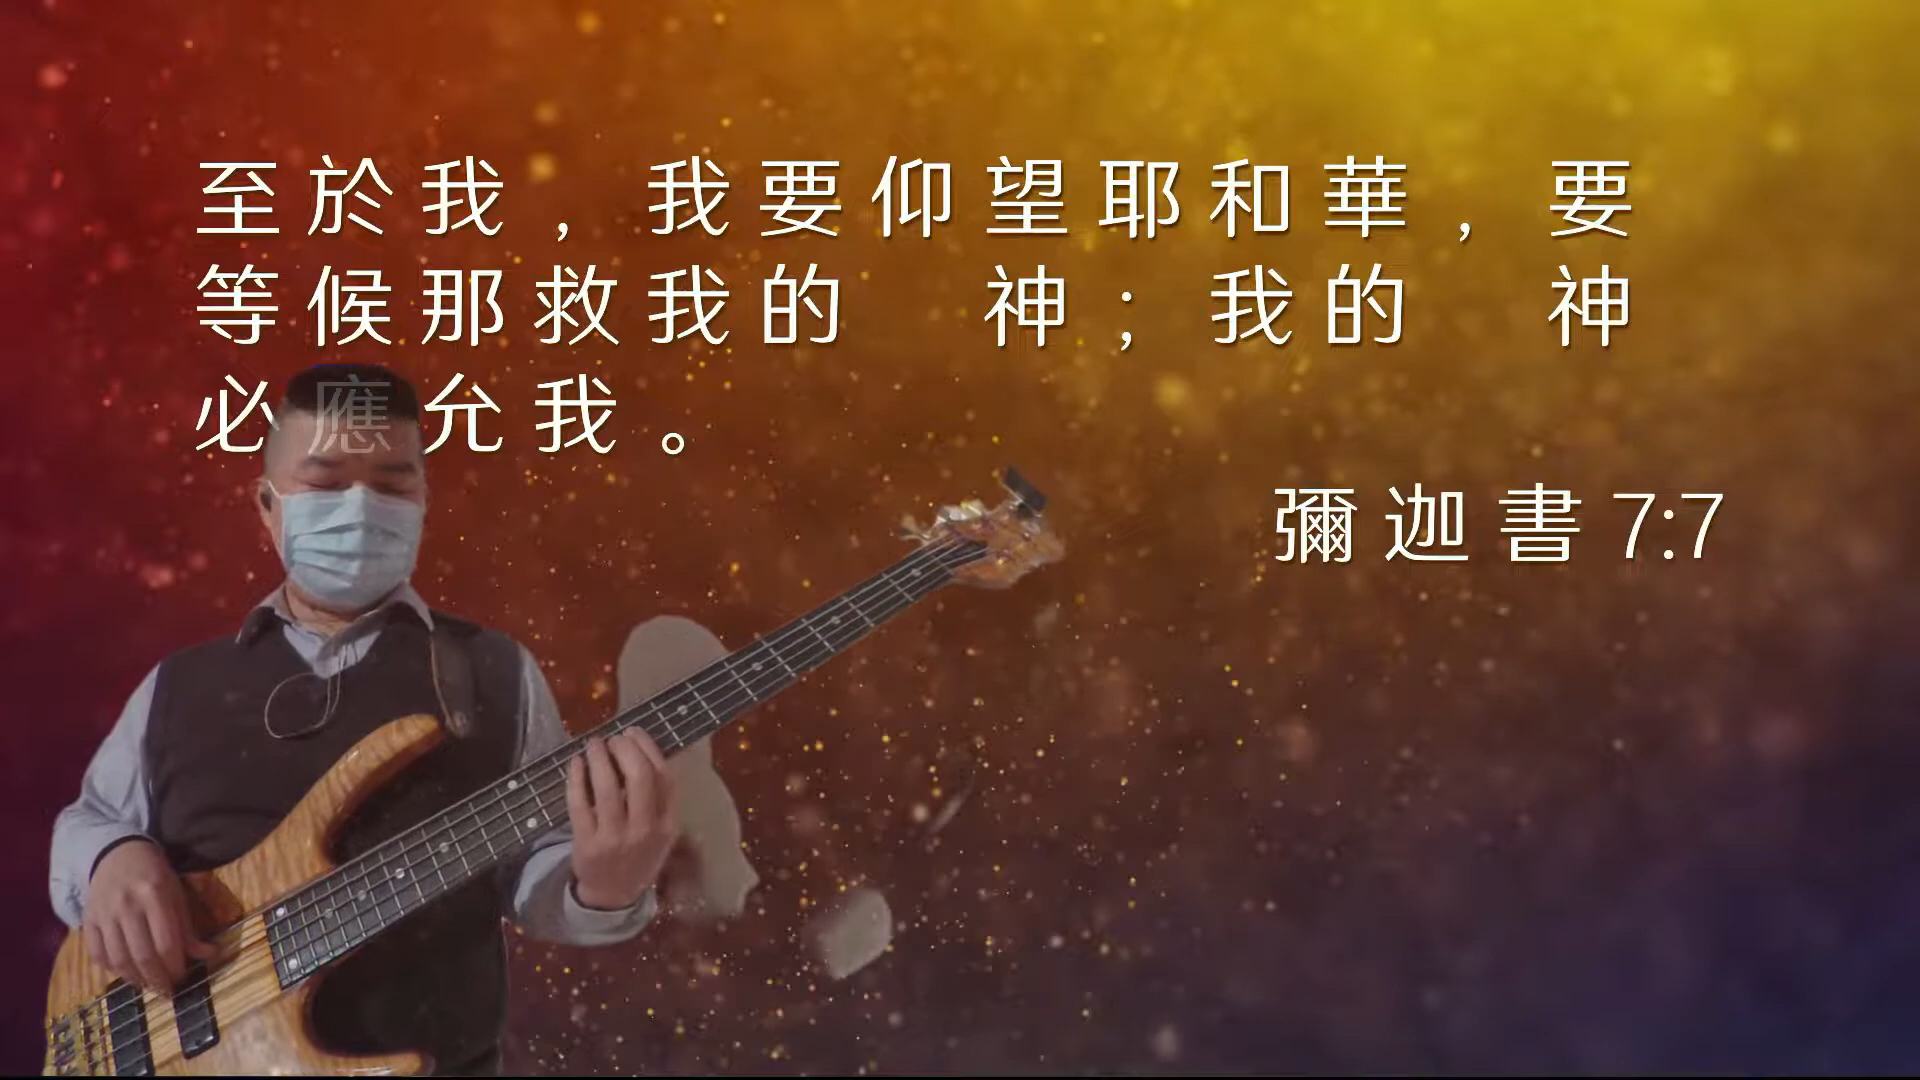 至於我，我要仰望耶和華，要
等候那救我的　神；我的　神
必應允我。
彌迦書7:7